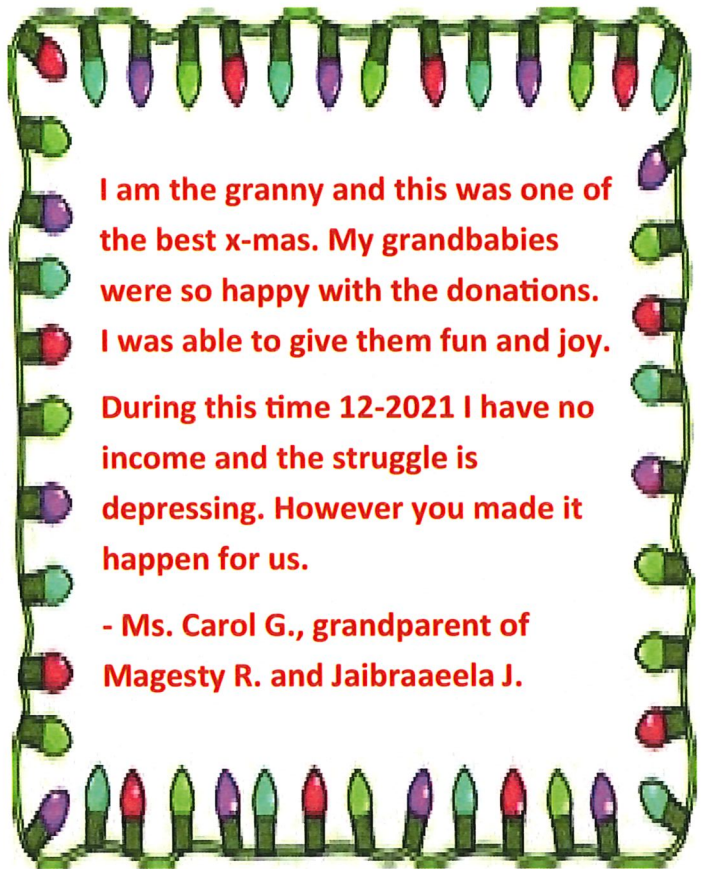 I am the granny and this was one of
the best x-mas. My grandbabies
were so happy with the donations.
I was able to give them fun and joy.
During this time 12-2021 I have no
income and the struggle is
depressing. However you made it
happen for us.
- Ms. Carol G., grandparent of
Magesty R. and Jaibraaeela J.